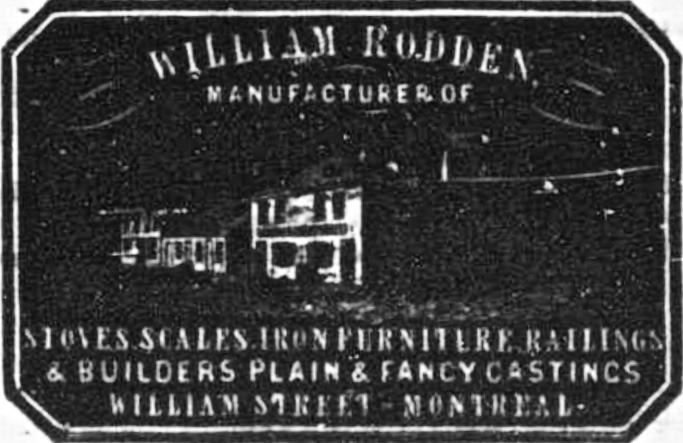 WILLIAM RODDEN,
MANUFACTURER OF
STOVES, SCALES, IRON FURNITURE, RAILINGS
& BUILDERS PLAIN & FANCY CASTINGS
WILLIAM STREET - MONTREAL -